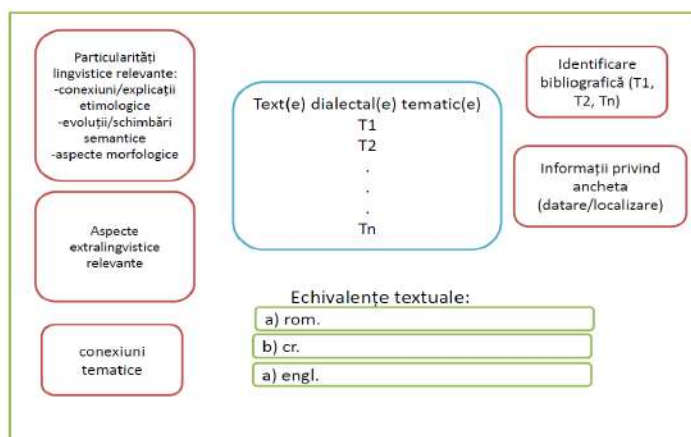 Particularități
lingvistice relevante:
-conexiuni/explicații
etimologice
-evoluții/schimbări
semantice
-aspecte morfologice
Aspecte
extralingvistice
relevante
conexiuni
tematice
Text(e) dialectal(e) tematic(e)
T1
T2
.
.
.
Tn
Echivalențe textuale:
a) rom.
b) cr.
a) engl.
Identificare
bibliografică (T1,
T2, Tn)
Informații privind
ancheta
(datare/localizare)